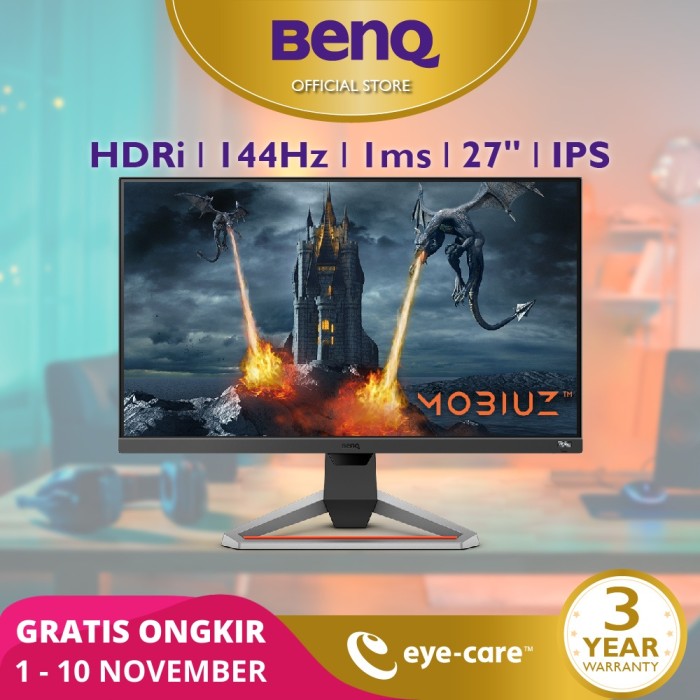 BenQ
OFFICIAL STORE
HDRi | 144Hz | 1ms | 27" | IPS
MOBIUZ™
BenQ
GRATIS ONGKIR
1 - 10 NOVEMBER
eye-care™
3
YEAR
WARRANTY